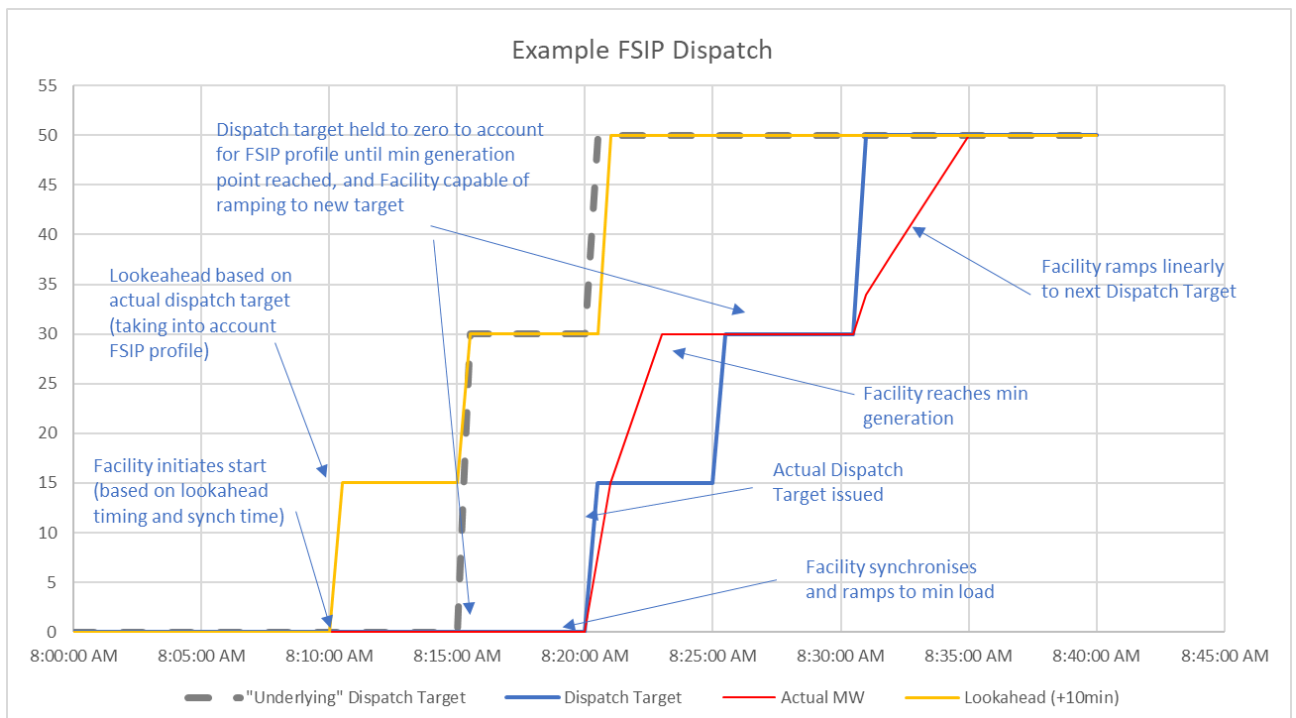 Example FSIP Dispatch
55
50
45
40
35
30
25
20
15
10
5
0
Dispatch target held to zero to account
for FSIP profile until min generation
point reached, and Facility capable of
ramping to new target
Lookeahead based on
actual dispatch target
(taking into account
FSIP profile)
Facility initiates start
(based on lookahead
timing and synch time)
Facility ramps linearly
to next Dispatch Target
Facility reaches min
generation
Actual Dispatch
Target issued
Facility synchronises
and ramps to min load
8:00:00 AM 8:05:00 AM 8:10:00 AM 8:15:00 AM 8:20:00 AM 8:25:00 AM 8:30:00 AM 8:35:00 AM 8:40:00 AM 8:45:00 AM
"Underlying" Dispatch Target Dispatch Target Actual MW Lookahead (+10min)